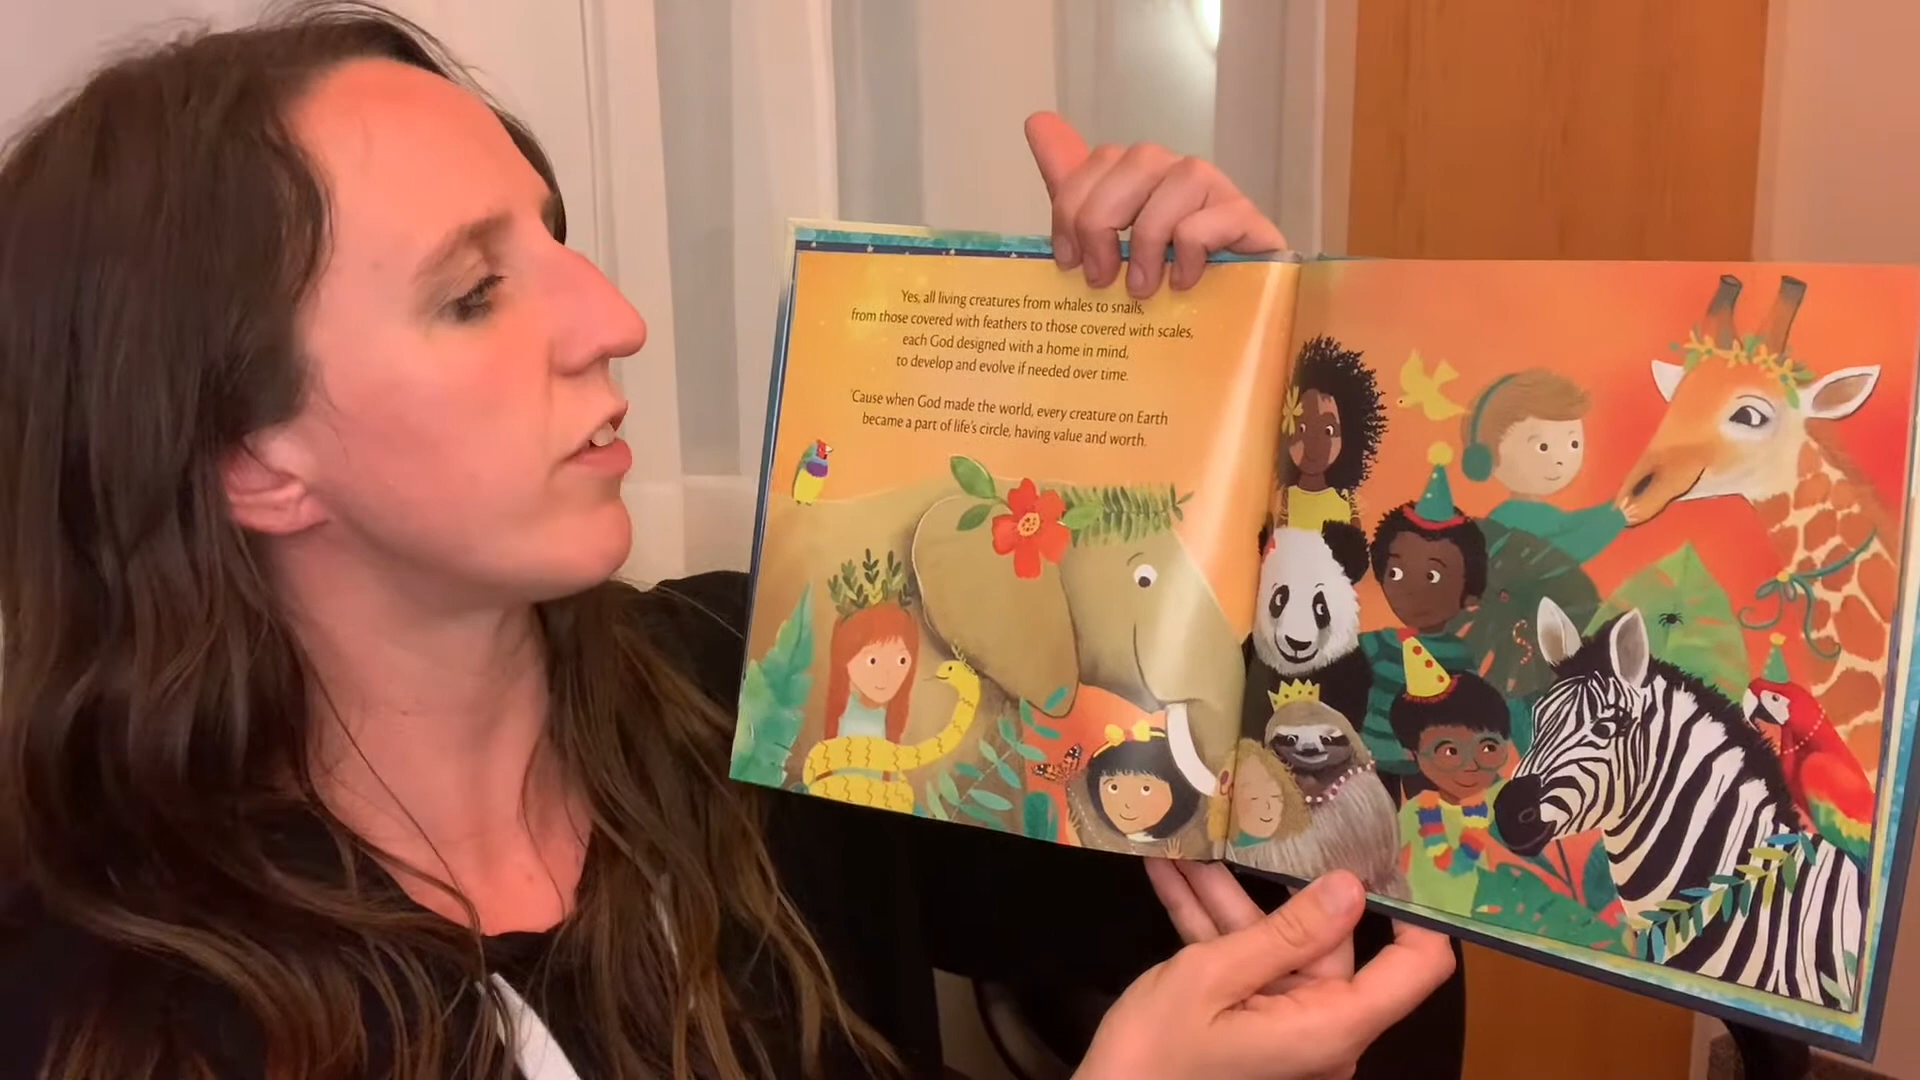 Yes, all living creatures from whales to snails,
from those covered with feathers to those covered with scales,
each God designed with a home in mind,
to develop and evolve if needed over time.
'Cause when God made the world, every creature on Earth
became a part of life's circle, having value and worth.